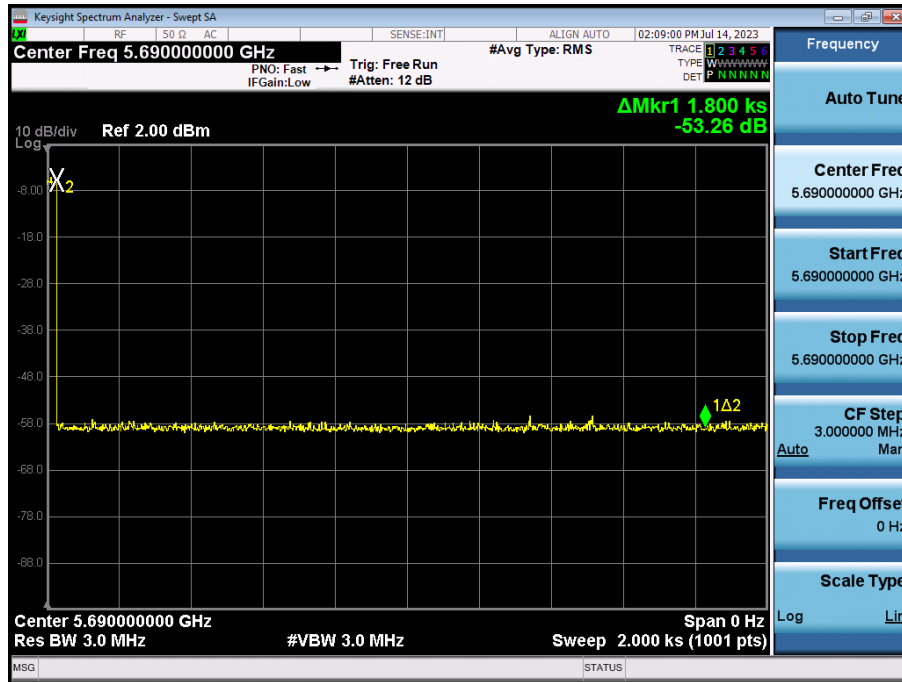 Keysight Spectrum Analyzer - Swept SA
LXI RF 50 Ω AC SENSE:INT ALIGN AUTO 02:09:00 PM Jul 14, 2023
Center Freq 5.690000000 GHz
PNO: Fast
IFGain:Low
Trig: Free Run
#Atten: 12 dB
#Avg Type: RMS
TRACE 1 2 3 4 5 6
TYPE W W W W W W
DET P N N N N N
ΔMkr1 1.800 ks
-53.26 dB
10 dB/div Ref 2.00 dBm
Log
-8.00
-18.0
-28.0
-38.0
-48.0
-58.0
-68.0
-78.0
-88.0
2
1Δ2
Center 5.690000000 GHz Span 0 Hz
Res BW 3.0 MHz #VBW 3.0 MHz Sweep 2.000 ks (1001 pts)
MSG STATUS
Frequency
Auto Tune
Center Freq
5.690000000 GHz
Start Freq
5.690000000 GHz
Stop Freq
5.690000000 GHz
CF Step
3.000000 MHz
Auto Man
Freq Offset
0 Hz
Scale Type
Log Lin